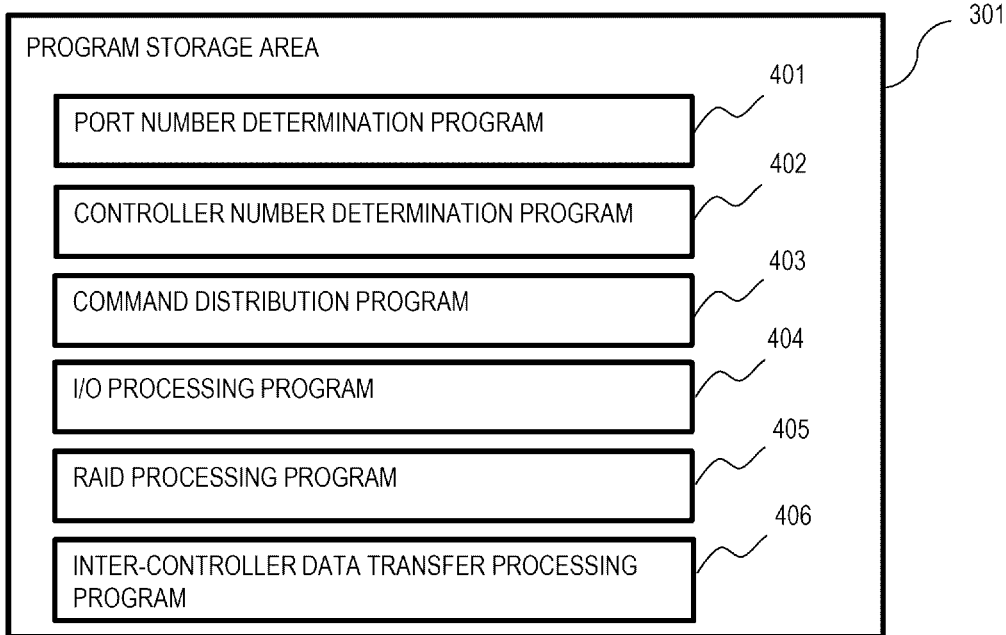 301
PROGRAM STORAGE AREA
401
PORT NUMBER DETERMINATION PROGRAM
402
CONTROLLER NUMBER DETERMINATION PROGRAM
403
COMMAND DISTRIBUTION PROGRAM
404
I/O PROCESSING PROGRAM
405
RAID PROCESSING PROGRAM
406
INTER-CONTROLLER DATA TRANSFER PROCESSING
PROGRAM